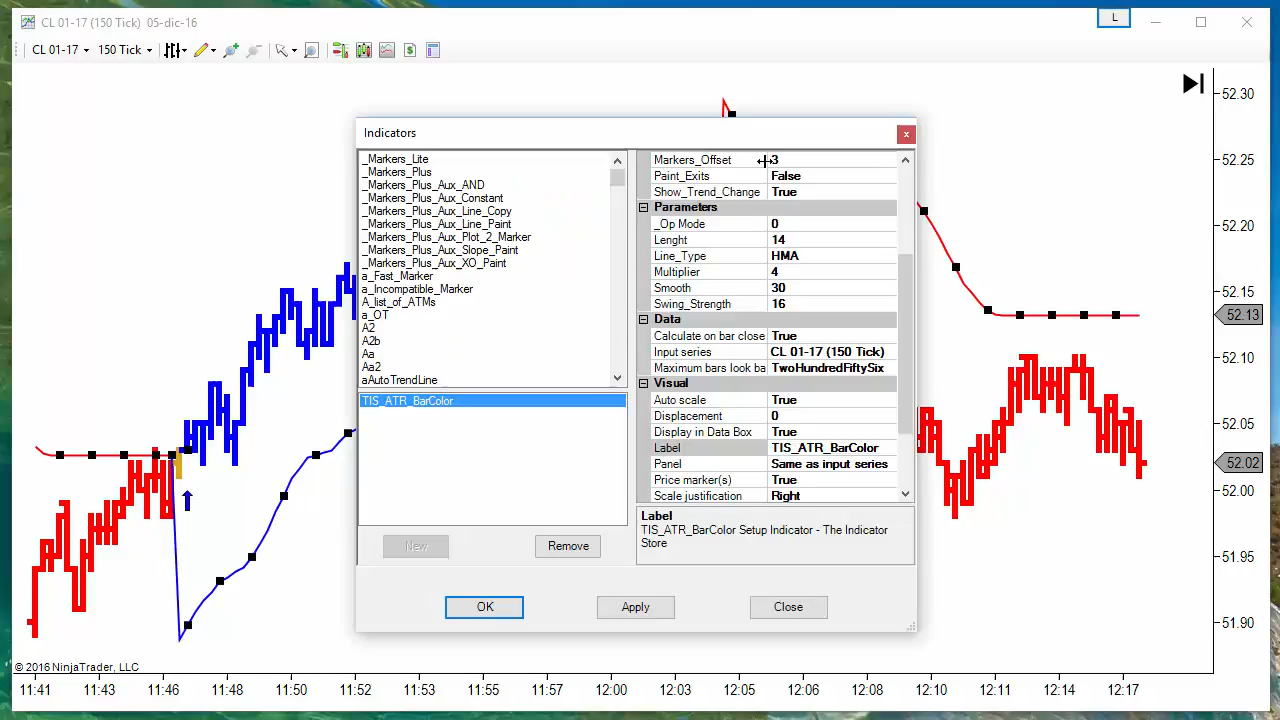 CL 01-17 (150 Tick) 05-dic-16
L
CL 01-17 150 Tick
Indicators
_Markers_Lite
_Markers_Plus
_Markers_Plus_Aux_AND
_Markers_Plus_Aux_Constant
_Markers_Plus_Aux_Line_Copy
_Markers_Plus_Aux_Line_Paint
_Markers_Plus_Aux_Plot_2_Marker
_Markers_Plus_Aux_Slope_Paint
_Markers_Plus_Aux_XO_Paint
a_Fast_Marker
a_Incompatible_Marker
A_list_of_ATMs
a_OT
A2
A2b
Aa
Aa2
aAutoTrendLine
TIS_ATR_BarColor
New
Remove
Markers_Offset 3
Paint_Exits False
Show_Trend_Change True
Parameters
_Op Mode 0
Lenght 14
Line_Type HMA
Multiplier 4
Smooth 30
Swing_Strength 16
Data
Calculate on bar close True
Input series CL 01-17 (150 Tick)
Maximum bars look ba TwoHundredFiftySix
Visual
Auto scale True
Displacement 0
Display in Data Box True
Label TIS_ATR_BarColor
Panel Same as input series
Price marker(s) True
Scale justification Right
Label
TIS_ATR_BarColor Setup Indicator - The Indicator
Store
OK
Apply
Close
52.30
52.25
52.20
52.15
52.13
52.10
52.05
52.02
52.00
51.95
51.90
© 2016 NinjaTrader, LLC
11:41 11:43 11:46 11:48 11:50 11:52 11:53 11:55 11:57 12:00 12:03 12:05 12:08 12:10 12:11 12:14 12:17